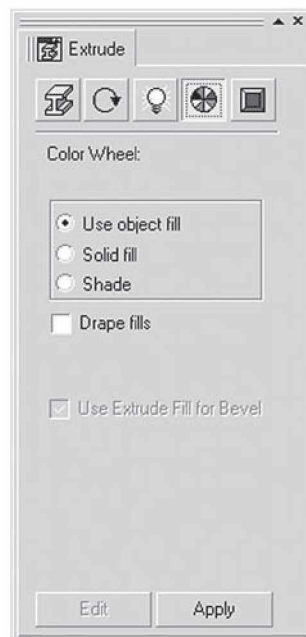 Extrude
Color Wheel:
Use object fill
Solid fill
Shade
Drape fills
Use Extrude Fill for Bevel
Edit
Apply